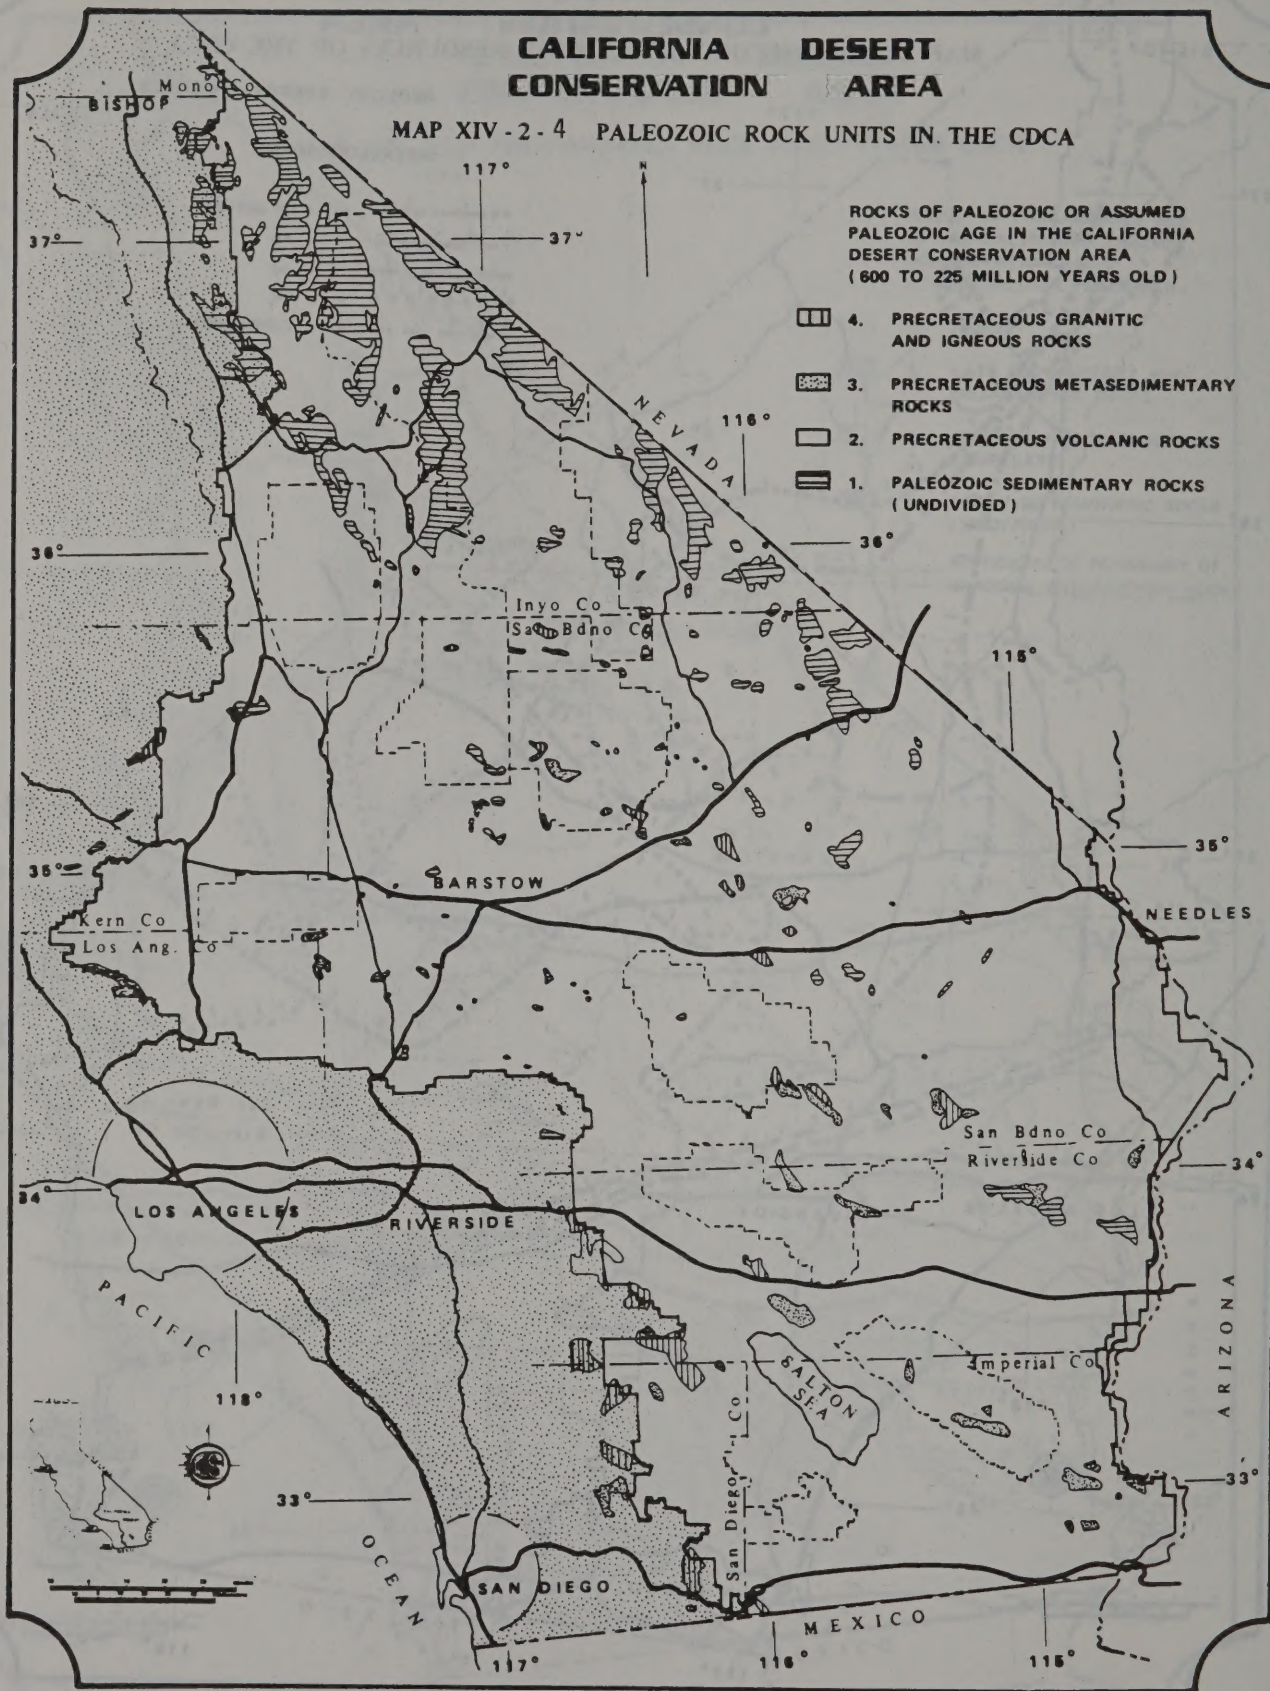 CALIFORNIA DESERT
CONSERVATION AREA
MAP XIV - 2 - 4 PALEOZOIC ROCK UNITS IN. THE CDCA
Mono Co
BISHOP
117°
N
37°
37°
ROCKS OF PALEOZOIC OR ASSUMED
PALEOZOIC AGE IN THE CALIFORNIA
DESERT CONSERVATION AREA
( 600 TO 225 MILLION YEARS OLD )
4. PRECRETACEOUS GRANITIC
AND IGNEOUS ROCKS
3. PRECRETACEOUS METASEDIMENTARY
ROCKS
2. PRECRETACEOUS VOLCANIC ROCKS
1. PALEOZOIC SEDIMENTARY ROCKS
( UNDIVIDED )
NEVADA
116°
36°
36°
Inyo Co
San Bdno Co
115°
35°
35°
BARSTOW
NEEDLES
Kern Co
Los Ang. Co
San Bdno Co
Riverside Co
34°
34°
LOS ANGELES
RIVERSIDE
PACIFIC
OCEAN
ARIZONA
SALTON
SEA
Imperial Co
118°
San Diego Co
33°
33°
SAN DIEGO
MEXICO
117°
116°
115°